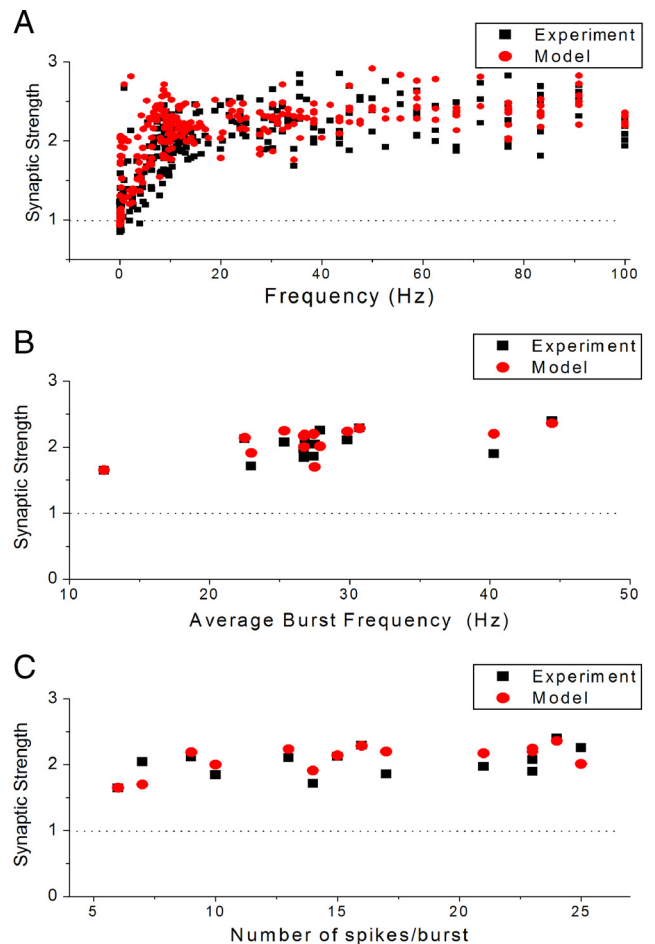 A
Experiment
Model
3
2
1
Synaptic Strength
0 20 40 60 80 100
Frequency (Hz)
B
Experiment
Model
3
2
1
0
Synaptic Strength
10 20 30 40 50
Average Burst Frequency (Hz)
C
Experiment
Model
3
2
1
0
Synaptic Strength
5 10 15 20 25
Number of spikes/burst